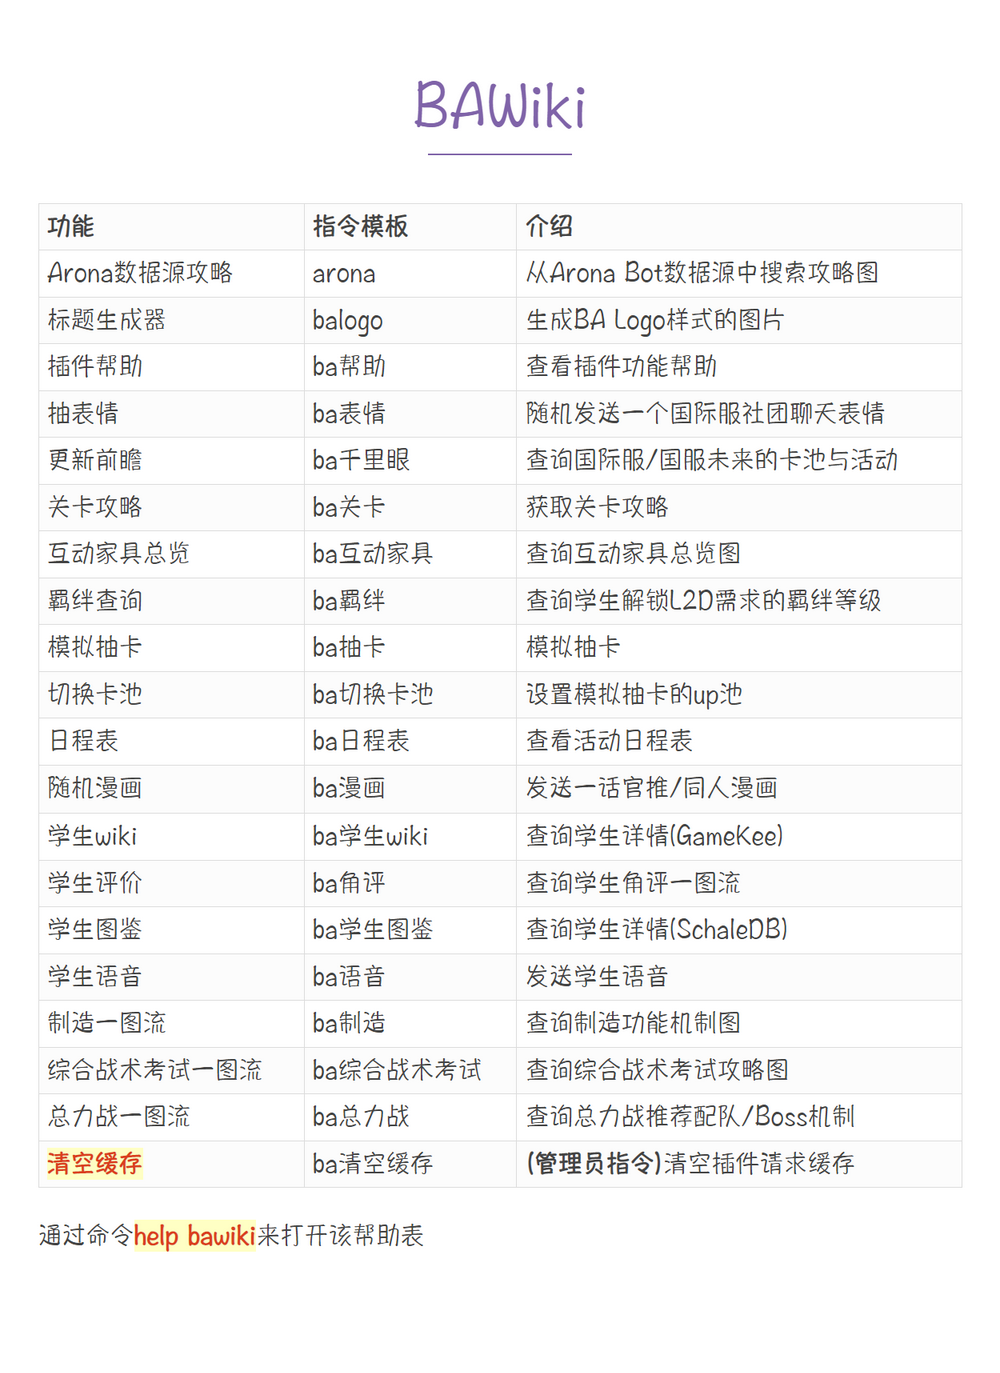 BAWiki
功能 指令模板 介绍
Arona数据源攻略 arona 从Arona Bot数据源中搜索攻略图
标题生成器 balogo 生成BA Logo样式的图片
插件帮助 ba帮助 查看插件功能帮助
抽表情 ba表情 随机发送一个国际服社团聊天表情
更新前瞻 ba千里眼 查询国际服/国服未来的卡池与活动
关卡攻略 ba关卡 获取关卡攻略
互动家具总览 ba互动家具 查询互动家具总览图
羁绊查询 ba羁绊 查询学生解锁L2D需求的羁绊等级
模拟抽卡 ba抽卡 模拟抽卡
切换卡池 ba切换卡池 设置模拟抽卡的up池
日程表 ba日程表 查看活动日程表
随机漫画 ba漫画 发送一话官推/同人漫画
学生wiki ba学生wiki 查询学生详情(GameKee)
学生评价 ba角评 查询学生角评一图流
学生图鉴 ba学生图鉴 查询学生详情(SchaleDB)
学生语音 ba语音 发送学生语音
制造一图流 ba制造 查询制造功能机制图
综合战术考试一图流 ba综合战术考试 查询综合战术考试攻略图
总力战一图流 ba总力战 查询总力战推荐配队/Boss机制
清空缓存 ba清空缓存 (管理员指令)清空插件请求缓存
通过命令help bawiki来打开该帮助表